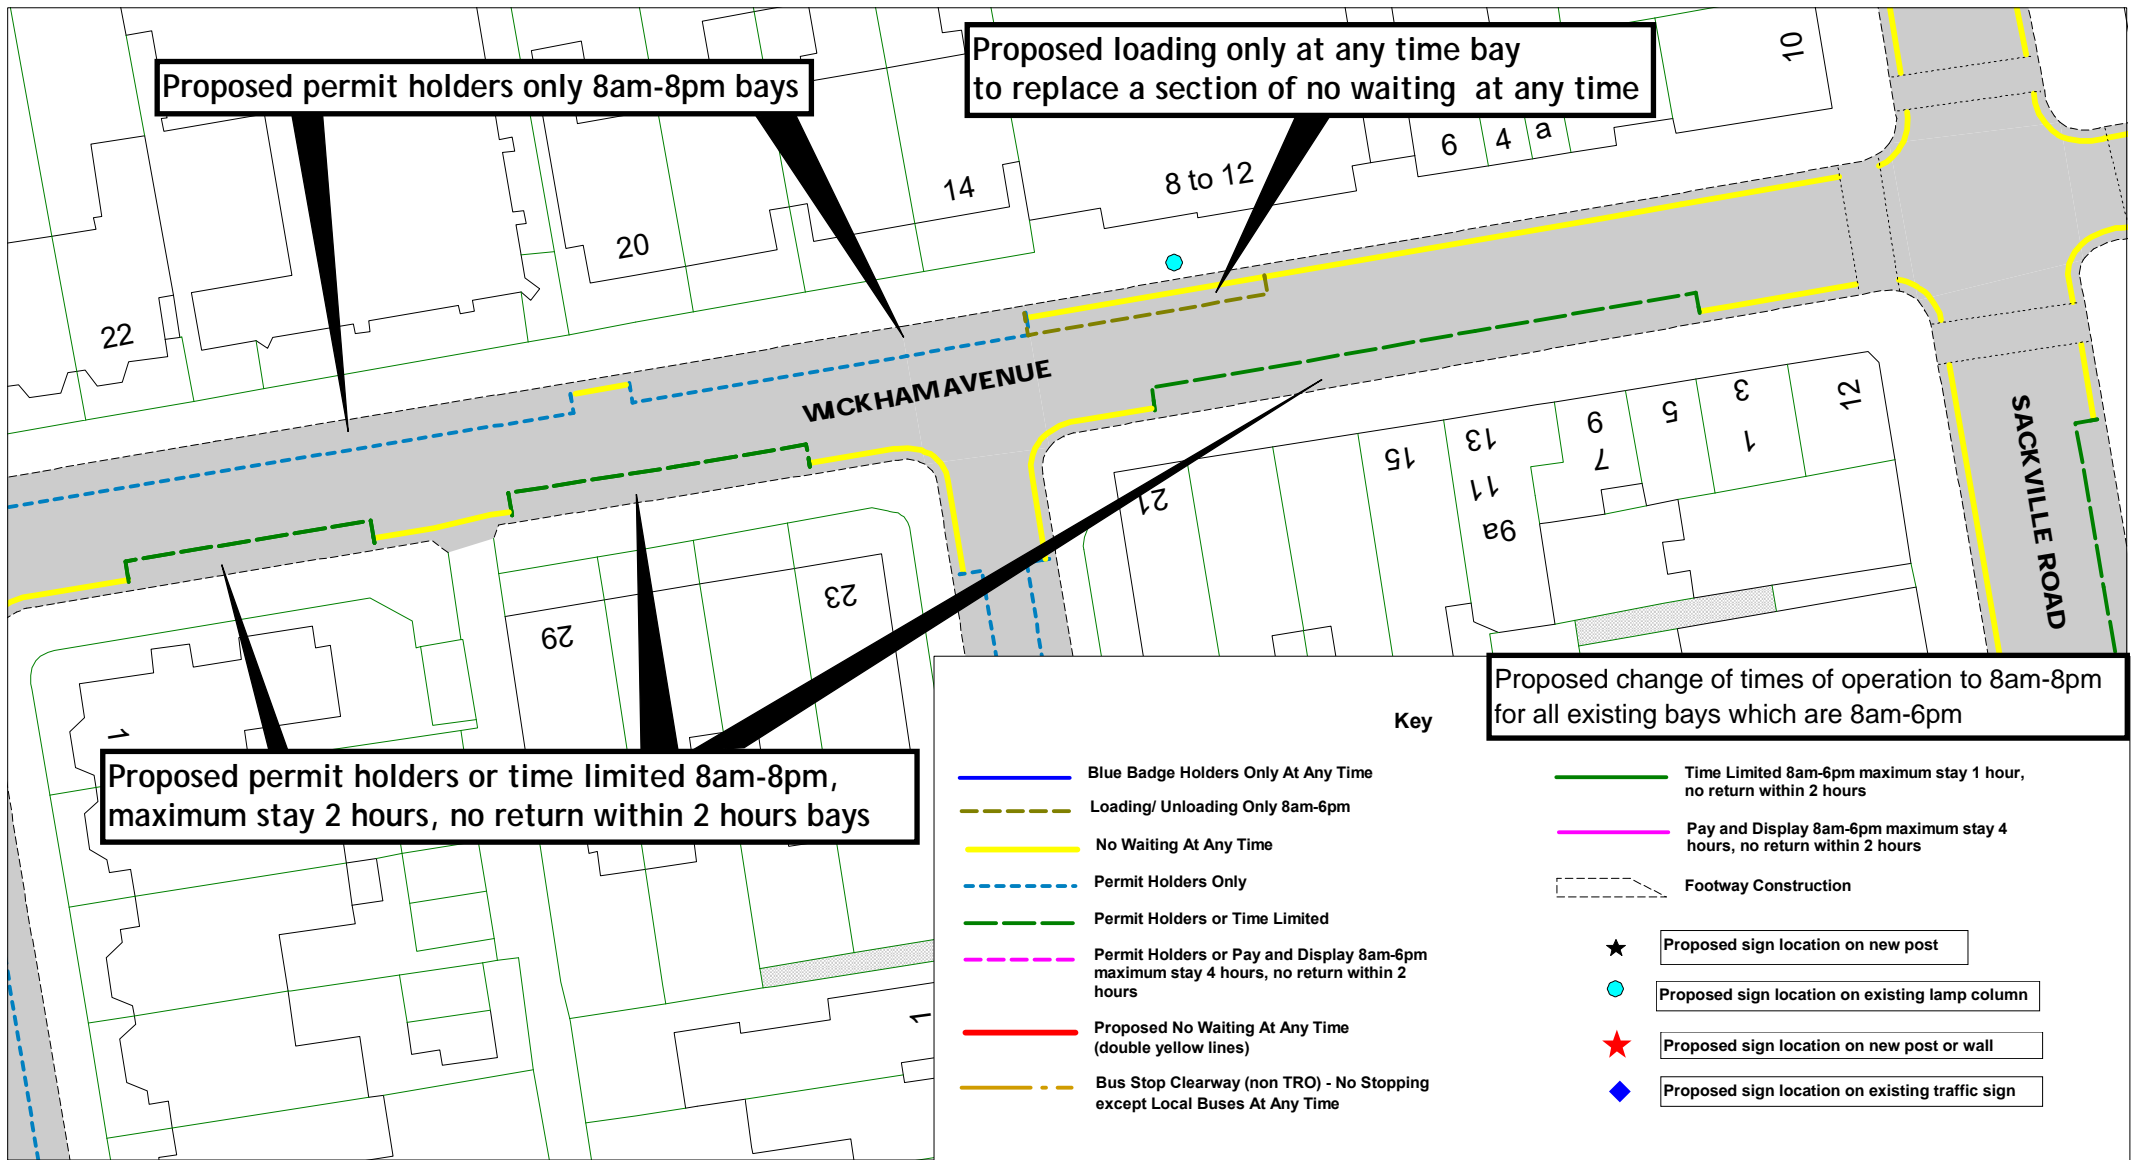 Proposed permit holders only 8am-8pm bays
Proposed loading only at any time bay
to replace a section of no waiting at any time
10
6
4
a
8 to 12
14
20
22
WICKHAM AVENUE
SACKVILLE ROAD
12
3
1
5
9
7
13
11
9a
15
21
23
29
1
1
Proposed permit holders or time limited 8am-8pm,
maximum stay 2 hours, no return within 2 hours bays
Proposed change of times of operation to 8am-8pm
for all existing bays which are 8am-6pm
Key
Blue Badge Holders Only At Any Time
Loading/ Unloading Only 8am-6pm
No Waiting At Any Time
Permit Holders Only
Permit Holders or Time Limited
Permit Holders or Pay and Display 8am-6pm
maximum stay 4 hours, no return within 2
hours
Proposed No Waiting At Any Time
(double yellow lines)
Bus Stop Clearway (non TRO) - No Stopping
except Local Buses At Any Time
Time Limited 8am-6pm maximum stay 1 hour,
no return within 2 hours
Pay and Display 8am-6pm maximum stay 4
hours, no return within 2 hours
Footway Construction
Proposed sign location on new post
Proposed sign location on existing lamp column
Proposed sign location on new post or wall
Proposed sign location on existing traffic sign